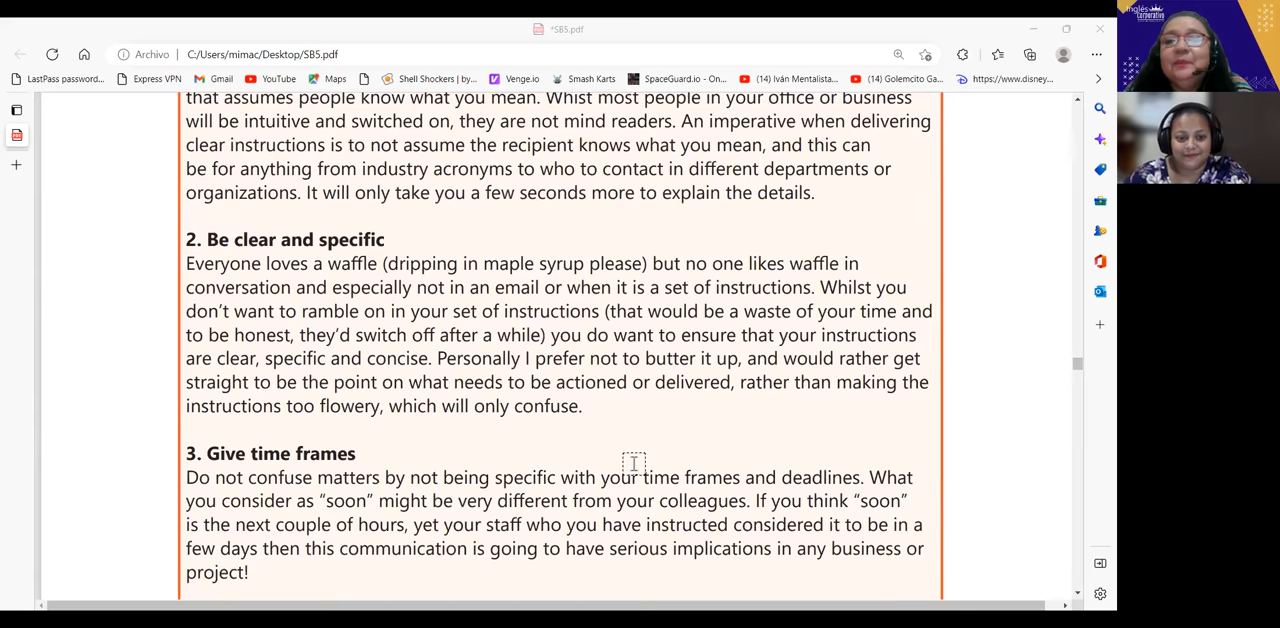 *SB5.pdf
Archivo
C:/Users/mimac/Desktop/SB5.pdf
LastPass password...
Express VPN
Gmail
YouTube
Maps
Shell Shockers | by...
Venge.io
Smash Karts
SpaceGuard.io - On...
(14) Iván Mentalista...
(14) Golemcito Ga...
https://www.disney...
Inglés
Corporativo
that assumes people know what you mean. Whist most people in your office or business
will be intuitive and switched on, they are not mind readers. An imperative when delivering
clear instructions is to not assume the recipient knows what you mean, and this can
be for anything from industry acronyms to who to contact in different departments or
organizations. It will only take you a few seconds more to explain the details.
2. Be clear and specific
Everyone loves a waffle (dripping in maple syrup please) but no one likes waffle in
conversation and especially not in an email or when it is a set of instructions. Whilst you
don't want to ramble on in your set of instructions (that would be a waste of your time and
to be honest, they'd switch off after a while) you do want to ensure that your instructions
are clear, specific and concise. Personally I prefer not to butter it up, and would rather get
straight to be the point on what needs to be actioned or delivered, rather than making the
instructions too flowery, which will only confuse.
3. Give time frames
Do not confuse matters by not being specific with your time frames and deadlines. What
you consider as “soon” might be very different from your colleagues. If you think “soon”
is the next couple of hours, yet your staff who you have instructed considered it to be in a
few days then this communication is going to have serious implications in any business or
project!